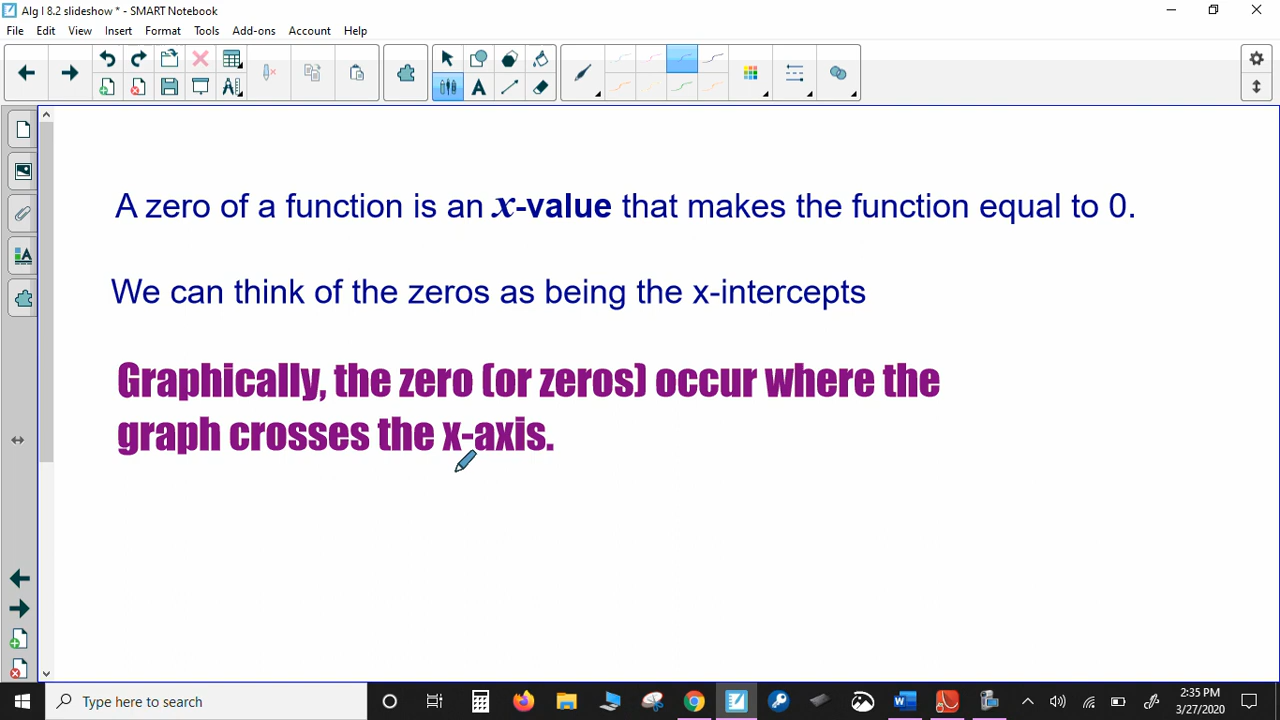 Alg I 8.2 slideshow * - SMART Notebook
File Edit View Insert Format Tools Add-ons Account Help
A zero of a function is an x-value that makes the function equal to 0.
We can think of the zeros as being the x-intercepts
Graphically, the zero (or zeros) occur where the
graph crosses the x-axis.
Type here to search
2:35 PM
3/27/2020